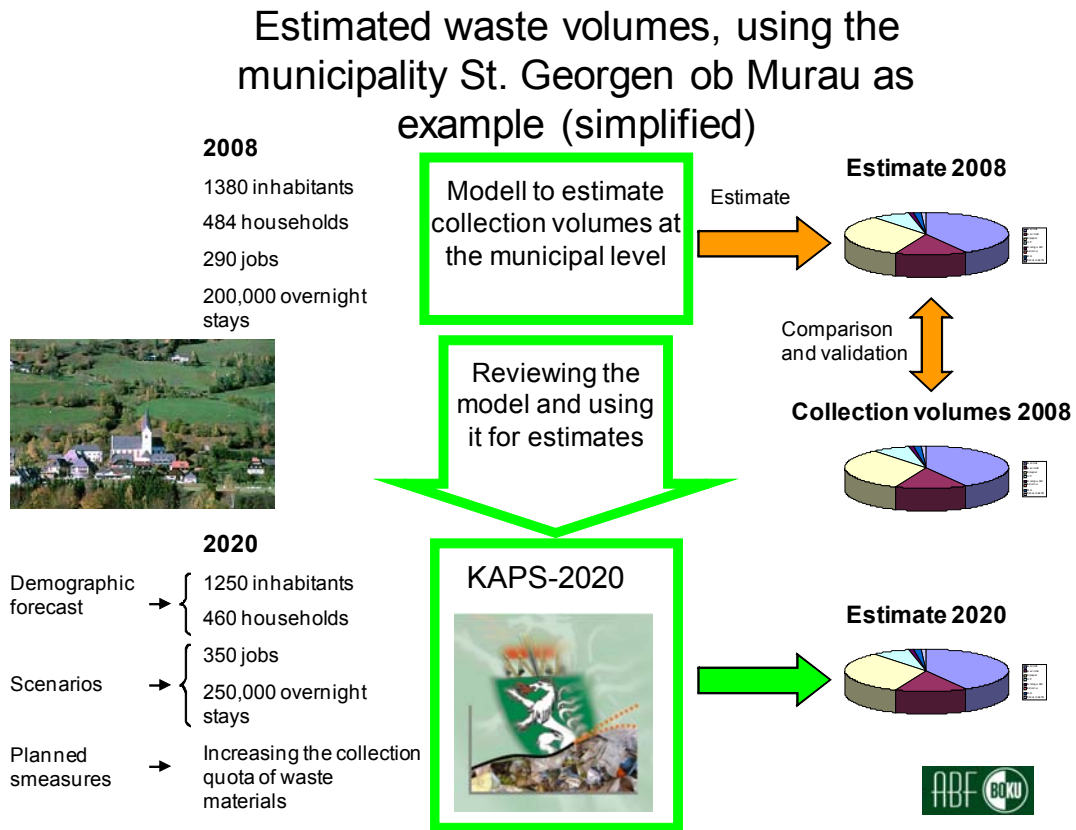 Estimated waste volumes, using the
municipality St. Georgen ob Murau as
example (simplified)
2008
1380 inhabitants
484 households
290 jobs
200,000 overnight
stays
Modell to estimate
collection volumes at
the municipal level
Estimate
Estimate 2008
Comparison
and validation
Collection volumes 2008
Reviewing the
model and using
it for estimates
2020
Demographic
forecast
1250 inhabitants
460 households
Scenarios
350 jobs
250,000 overnight
stays
Planned
smeasures
Increasing the collection
quota of waste
materials
KAPS-2020
Estimate 2020
ABF BOKU